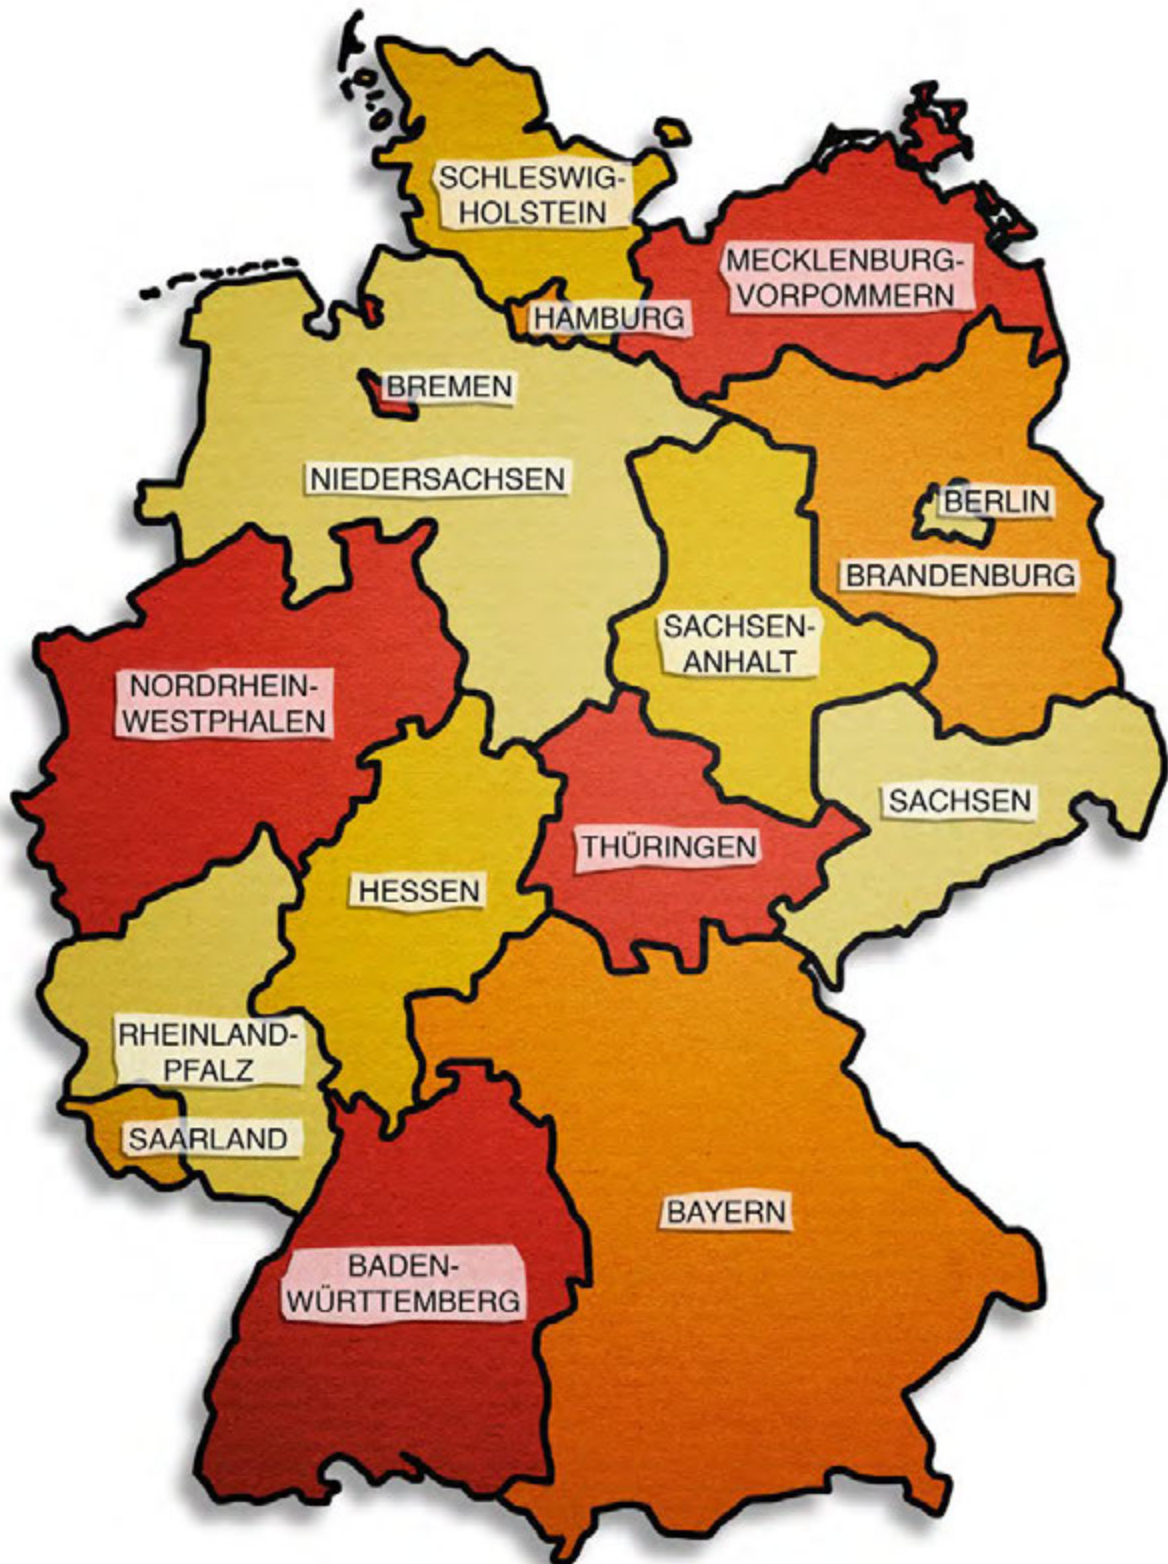 SCHLESWIG-
HOLSTEIN
MECKLENBURG-
VORPOMMERN
HAMBURG
BREMEN
NIEDERSACHSEN
BERLIN
BRANDENBURG
SACHSEN-
ANHALT
NORDRHEIN-
WESTPHALEN
SACHSEN
THÜRINGEN
HESSEN
RHEINLAND-
PFALZ
SAARLAND
BAYERN
BADEN-
WÜRTTEMBERG